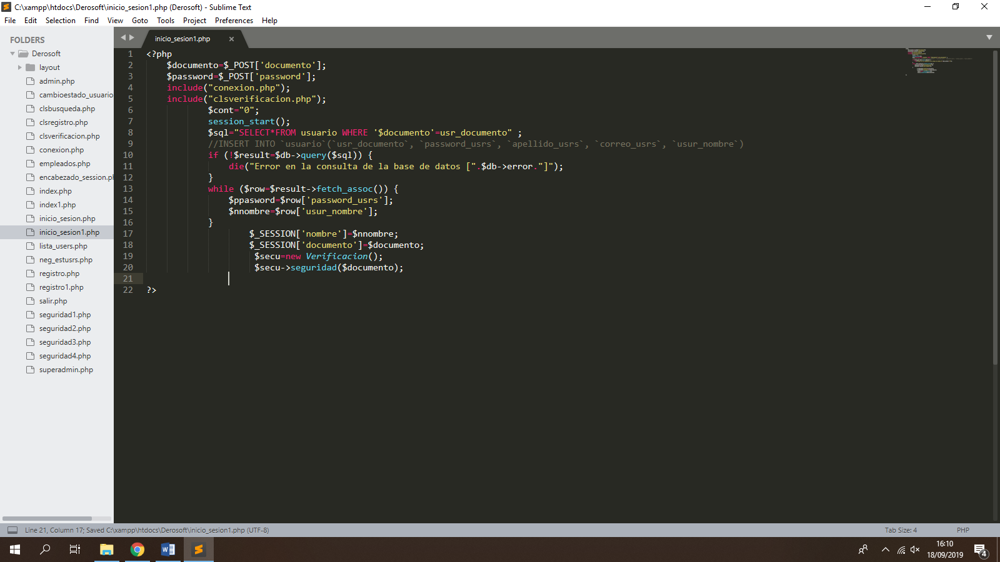 C:\xampp\htdocs\Derosoft\inicio_sesion1.php (Derosoft) - Sublime Text
File Edit Selection Find View Goto Tools Project Preferences Help
FOLDERS
Derosoft
layout
admin.php
cambioestado_usuario
clsbusqueda.php
clsregistro.php
clsverificacion.php
conexion.php
empleados.php
encabezado_session.ph
index.php
index1.php
inicio_sesion.php
inicio_sesion1.php
lista_users.php
neg_estusrs.php
registro.php
registro1.php
salir.php
seguridad1.php
seguridad2.php
seguridad3.php
seguridad4.php
superadmin.php
inicio_sesion1.php ×
1 <?php
2 $documento=$_POST['documento'];
3 $password=$_POST['password'];
4 include("conexion.php");
5 include("clsverificacion.php");
6 $cont="0";
7 session_start();
8 $sql="SELECT*FROM usuario WHERE '$documento'=usr_documento" ;
9 //INSERT INTO `usuario`(`usr_documento`, `password_usrs`, `apellido_usrs`, `correo_usrs`, `usur_nombre`)
10 if (!$result=$db->query($sql)) {
11 die("Error en la consulta de la base de datos [".$db->error."]");
12 }
13 while ($row=$result->fetch_assoc()) {
14 $ppasword=$row['password_usrs'];
15 $nnombre=$row['usur_nombre'];
16 }
17 $_SESSION['nombre']=$nnombre;
18 $_SESSION['documento']=$documento;
19 $secu=new Verificacion();
20 $secu->seguridad($documento);
21
22 ?>
Line 21, Column 17; Saved C:\xampp\htdocs\Derosoft\inicio_sesion1.php (UTF-8)
Tab Size: 4
PHP
16:10
18/09/2019
4